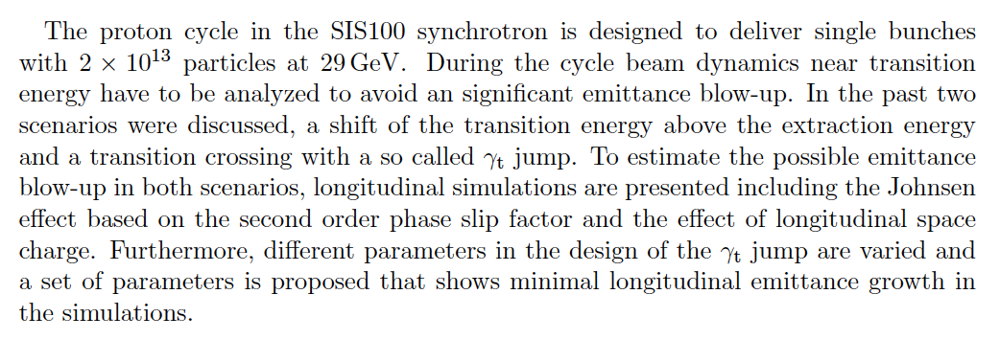 The proton cycle in the SIS100 synchrotron is designed to deliver single bunches
with 2 × 10¹³ particles at 29 GeV. During the cycle beam dynamics near transition
energy have to be analyzed to avoid an significant emittance blow-up. In the past two
scenarios were discussed, a shift of the transition energy above the extraction energy
and a transition crossing with a so called γₜ jump. To estimate the possible emittance
blow-up in both scenarios, longitudinal simulations are presented including the Johnsen
effect based on the second order phase slip factor and the effect of longitudinal space
charge. Furthermore, different parameters in the design of the γₜ jump are varied and
a set of parameters is proposed that shows minimal longitudinal emittance growth in
the simulations.